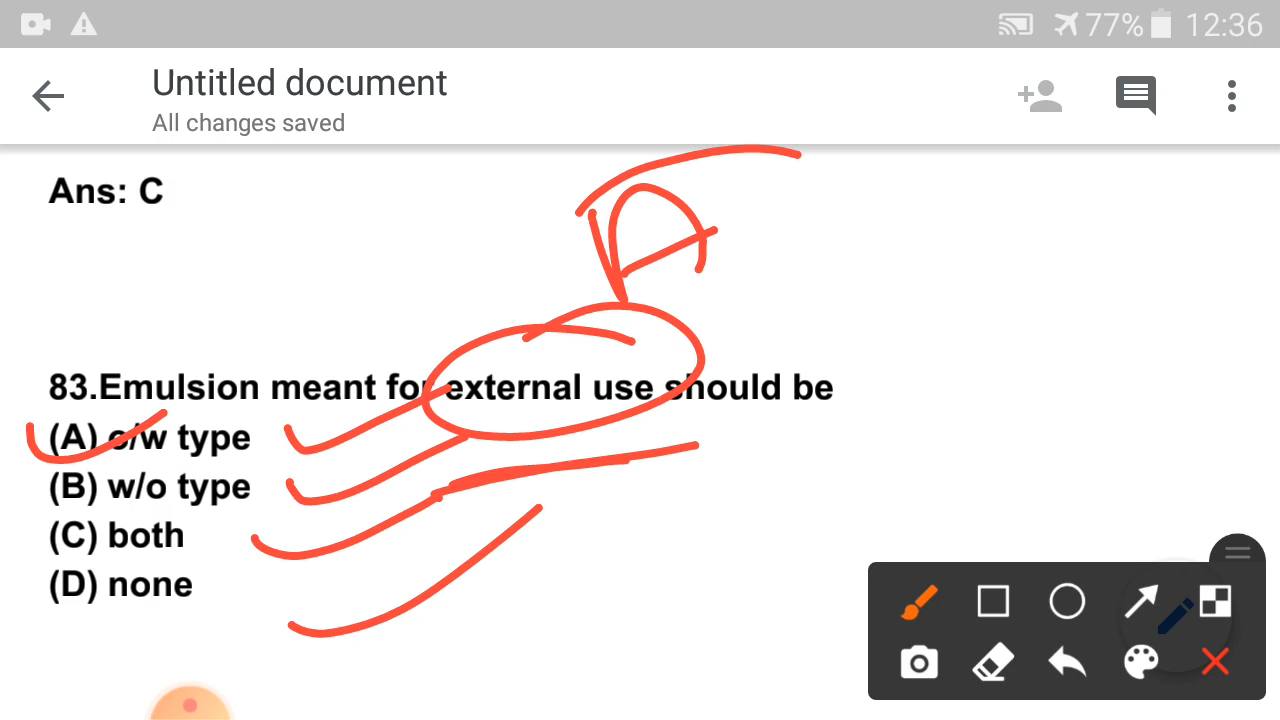 77% 12:36
Untitled document
All changes saved
Ans: C
83.Emulsion meant for external use should be
(A) o/w type
(B) w/o type
(C) both
(D) none